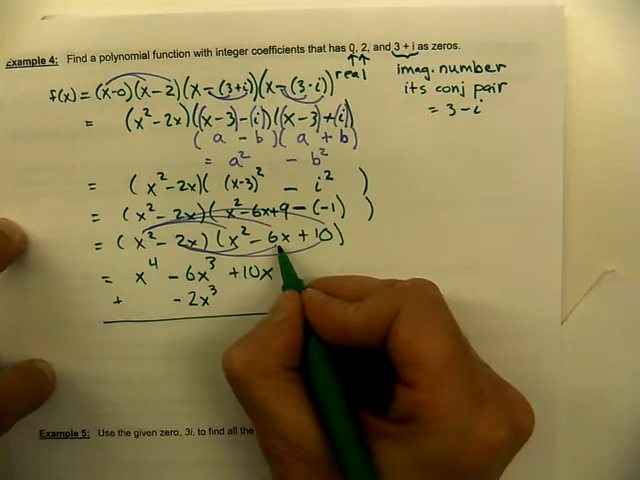 Example 4: Find a polynomial function with integer coefficients that has 0, 2, and 3 + i as zeros.
real
imag. number
its conj pair
= 3 - i
f(x) = (x-0)(x-2)(x-(3+i))(x-(3-i))
= (x²-2x)((x-3)-(i))((x-3)+(i))
(a - b)(a + b)
= a² - b²
= (x²-2x)((x-3)² - i²)
= (x²-2x)(x²-6x+9-(-1))
= (x²-2x)(x²-6x+10)
= x⁴ - 6x³ + 10x
+ - 2x³
Example 5: Use the given zero, 3i, to find all the